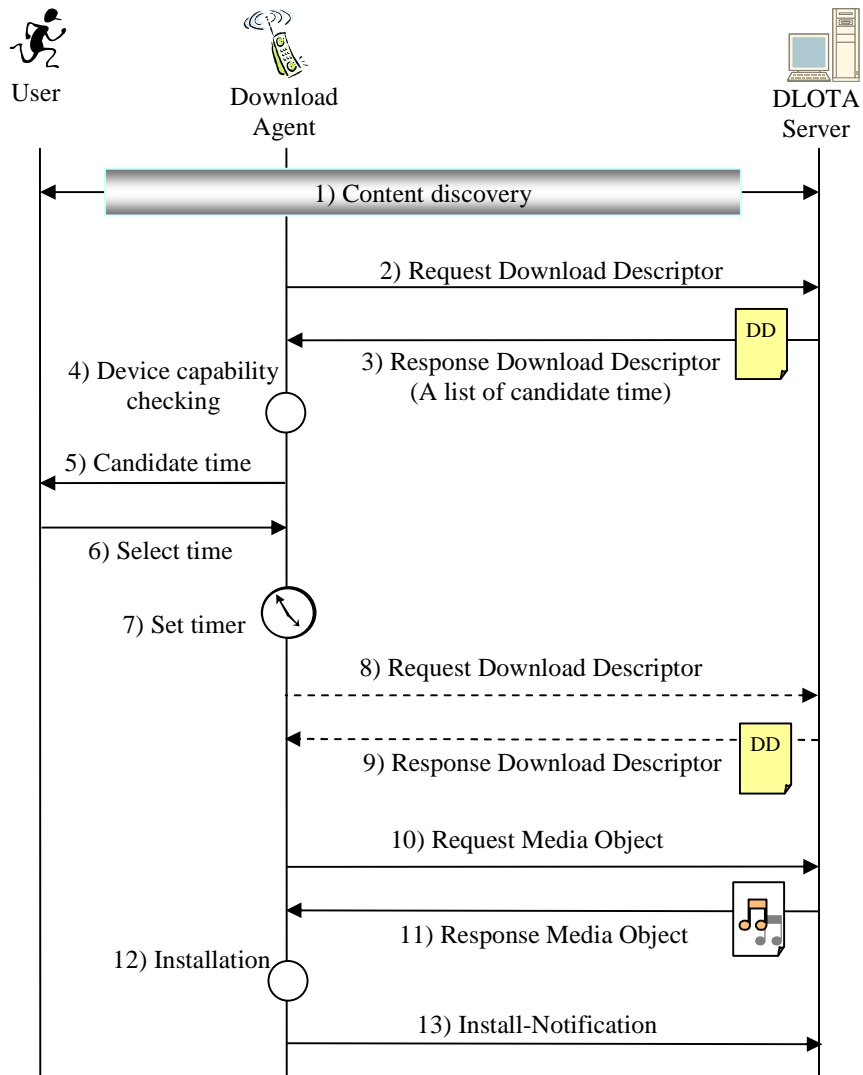 User
Download
Agent
DLOTA
Server
1) Content discovery
2) Request Download Descriptor
DD
3) Response Download Descriptor
(A list of candidate time)
4) Device capability
checking
5) Candidate time
6) Select time
7) Set timer
8) Request Download Descriptor
DD
9) Response Download Descriptor
10) Request Media Object
11) Response Media Object
12) Installation
13) Install-Notification